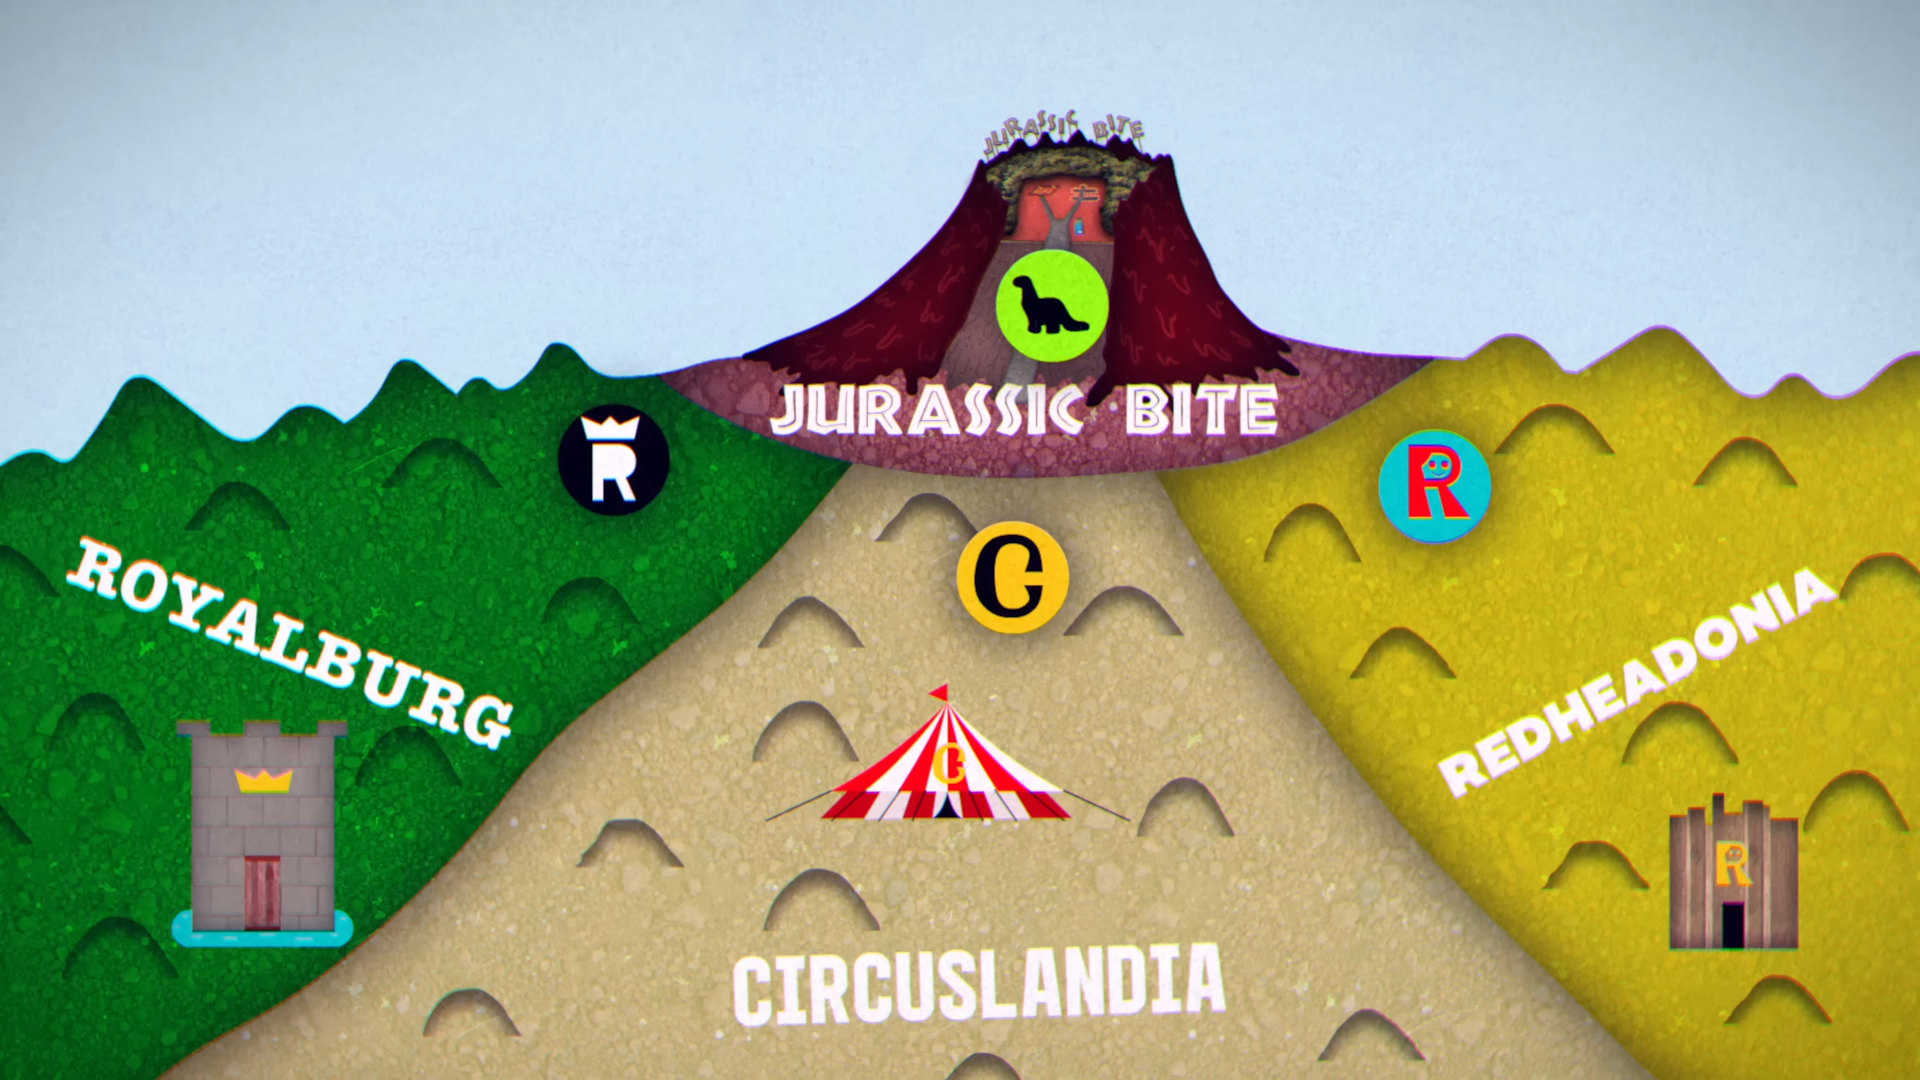 JURASSIC BITE
JURASSIC BITE
R
R
C
ROYALBURG
REDHEADONIA
C
R
CIRCUSLANDIA